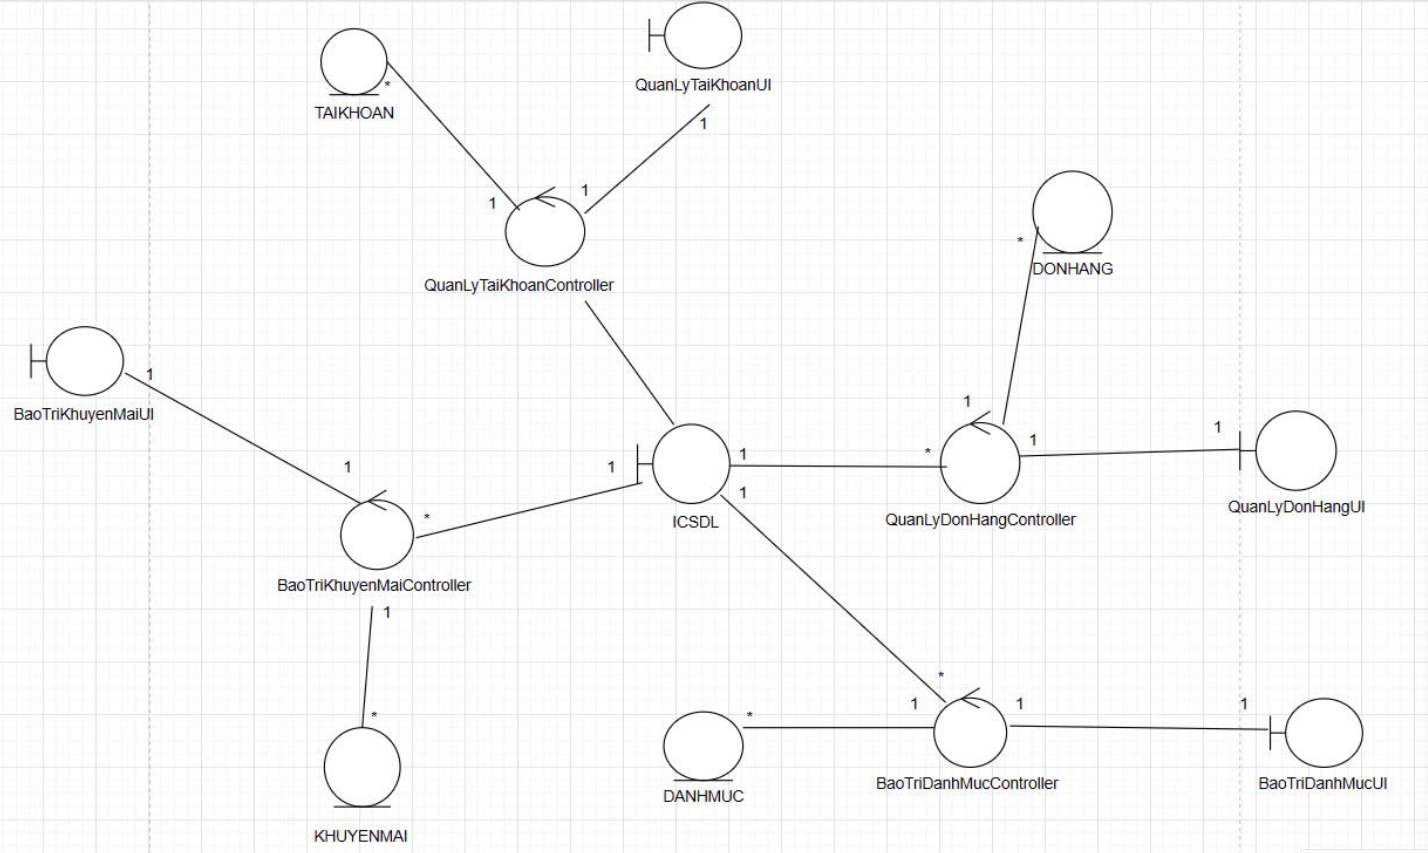 QuanLyTaiKhoanUI
*
TAIKHOAN
1
1
1
QuanLyTaiKhoanController
*
DONHANG
1
BaoTriKhuyenMaiUI
1
1
1
1
*
1
1
QuanLyDonHangUI
1
ICSDL
QuanLyDonHangController
*
BaoTriKhuyenMaiController
1
*
*
1
1
1
*
BaoTriDanhMucController
BaoTriDanhMucUI
DANHMUC
KHUYENMAI